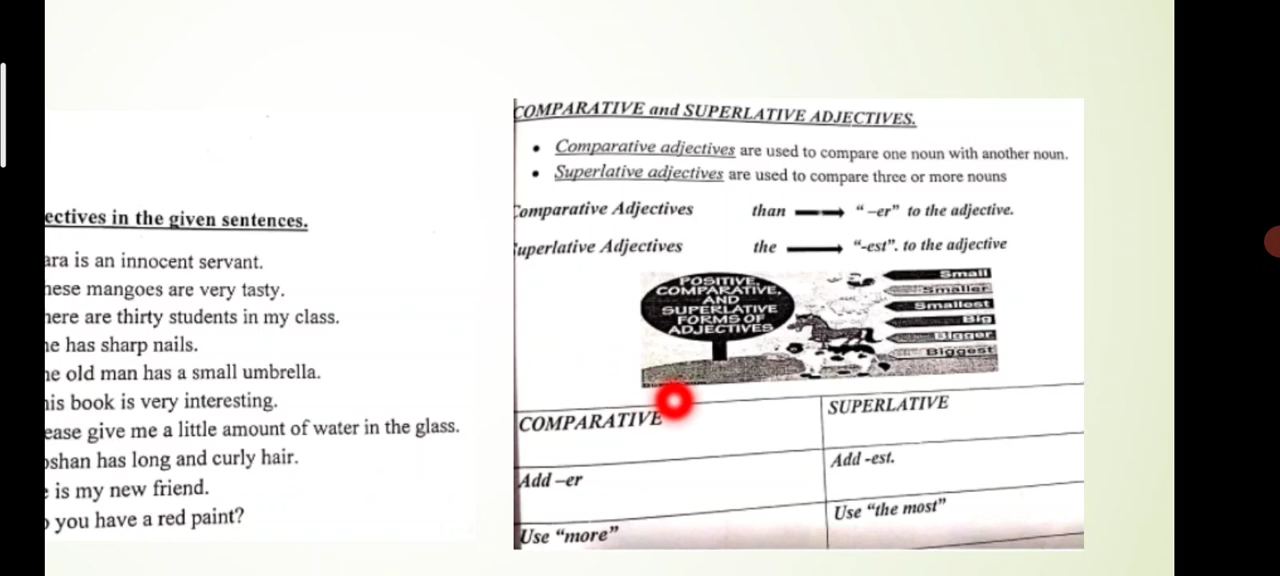 ectives in the given sentences.
ara is an innocent servant.
nese mangoes are very tasty.
nere are thirty students in my class.
ne has sharp nails.
ne old man has a small umbrella.
nis book is very interesting.
ease give me a little amount of water in the glass.
oshan has long and curly hair.
e is my new friend.
o you have a red paint?
COMPARATIVE and SUPERLATIVE ADJECTIVES.
• Comparative adjectives are used to compare one noun with another noun.
• Superlative adjectives are used to compare three or more nouns
Comparative Adjectives than → “–er” to the adjective.
Superlative Adjectives the → “-est”. to the adjective
POSITIVE,
COMPARATIVE,
AND
SUPERLATIVE
FORMS OF
ADJECTIVES
Small
Smaller
Smallest
Big
Bigger
Biggest
COMPARATIVE SUPERLATIVE
Add –er Add -est.
Use “more” Use “the most”